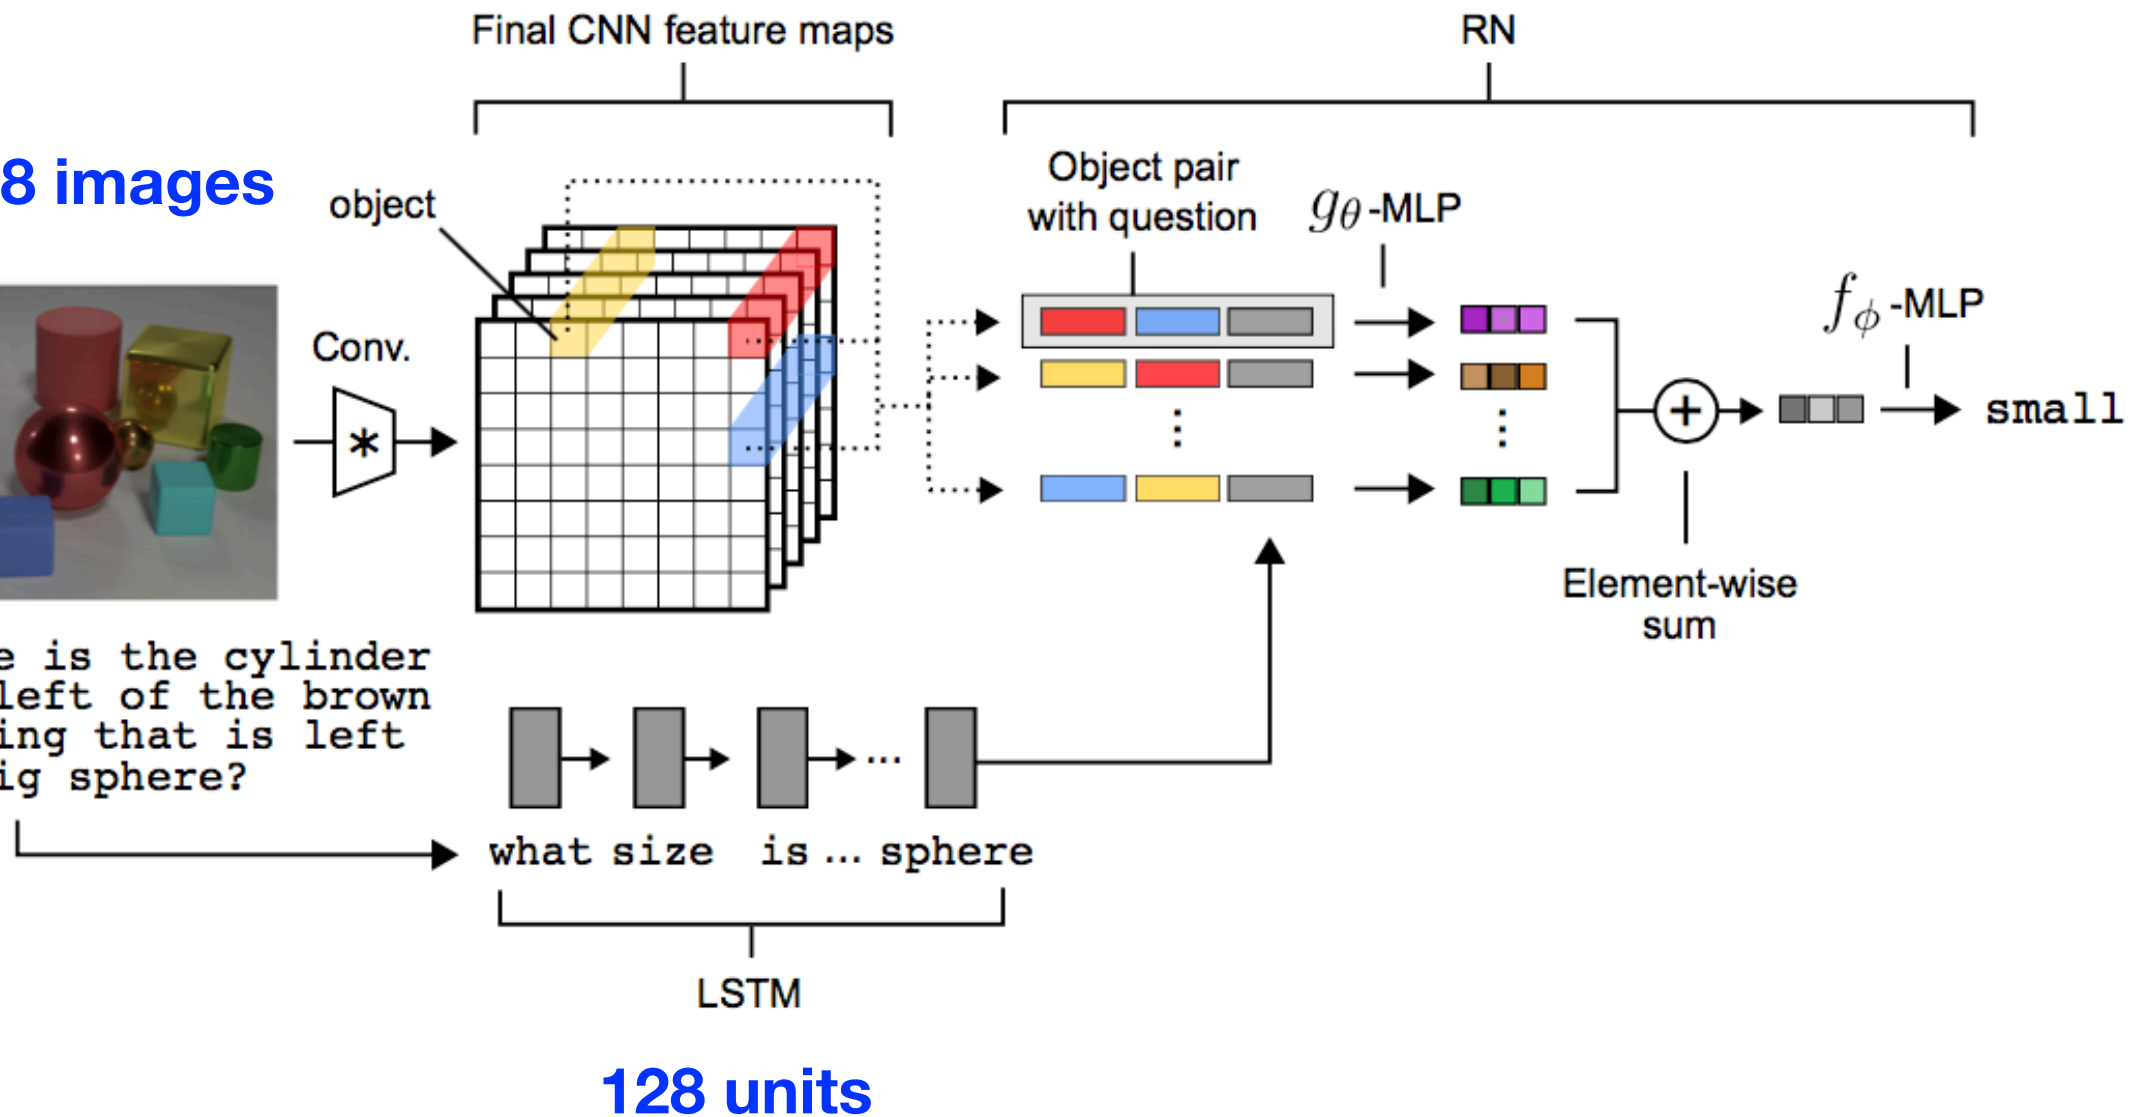 Final CNN feature maps
RN
8 images
object
Object pair
with question
gθ-MLP
fϕ-MLP
Conv.
*
+
small
Element-wise
sum
e is the cylinder
left of the brown
ing that is left
ig sphere?
...
what size is ... sphere
LSTM
128 units